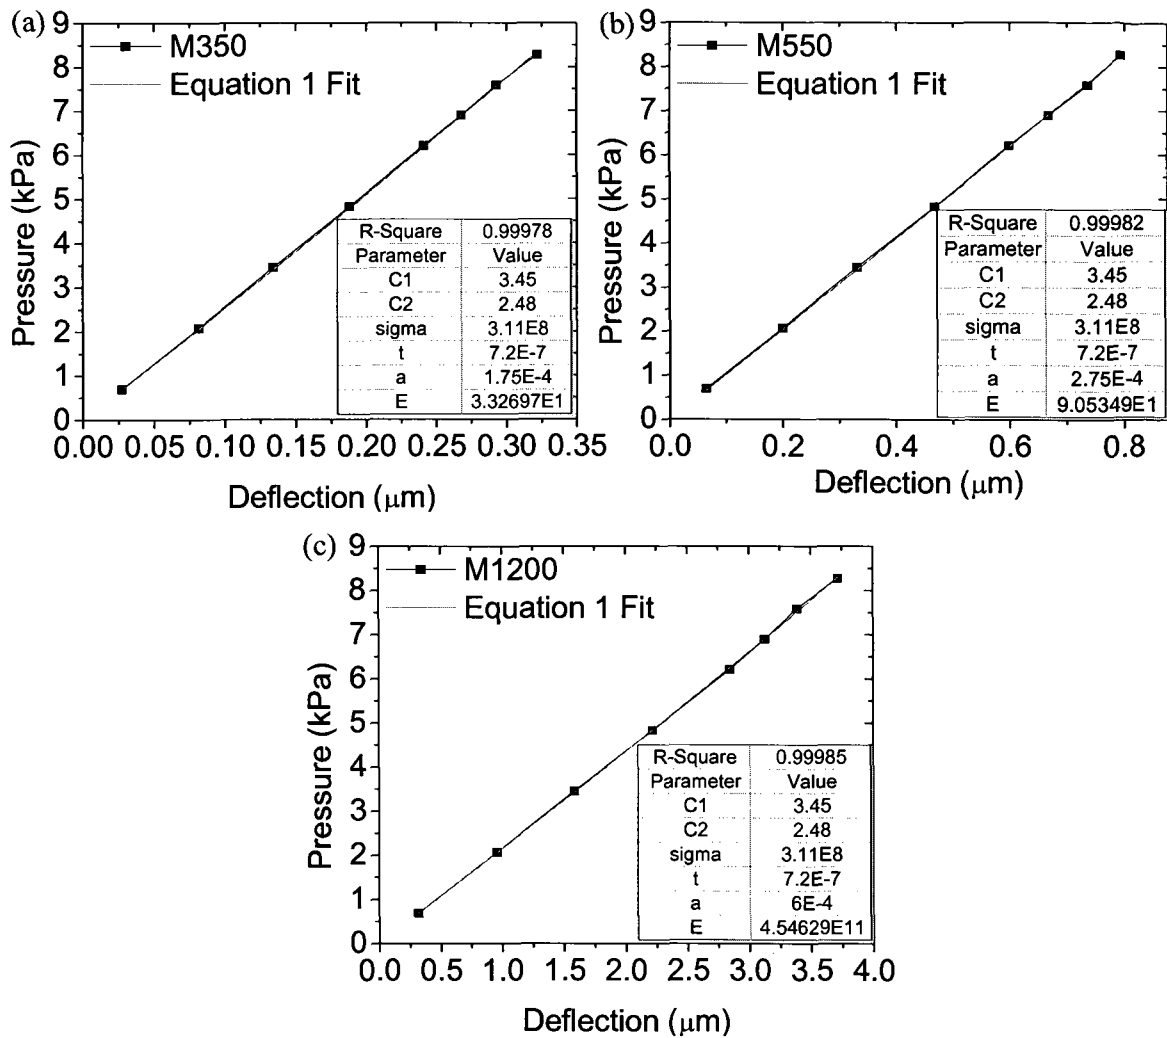 (a)
M350
Equation 1 Fit
Pressure (kPa)
9
8
7
6
5
4
3
2
1
0
R-Square 0.99978
Parameter Value
C1 3.45
C2 2.48
sigma 3.11E8
t 7.2E-7
a 1.75E-4
E 3.32697E1
0.00 0.05 0.10 0.15 0.20 0.25 0.30 0.35
Deflection (μm)
(b)
M550
Equation 1 Fit
Pressure (kPa)
9
8
7
6
5
4
3
2
1
0
R-Square 0.99982
Parameter Value
C1 3.45
C2 2.48
sigma 3.11E8
t 7.2E-7
a 2.75E-4
E 9.05349E1
0.0 0.2 0.4 0.6 0.8
Deflection (μm)
(c)
M1200
Equation 1 Fit
Pressure (kPa)
9
8
7
6
5
4
3
2
1
0
R-Square 0.99985
Parameter Value
C1 3.45
C2 2.48
sigma 3.11E8
t 7.2E-7
a 6E-4
E 4.54629E11
0.0 0.5 1.0 1.5 2.0 2.5 3.0 3.5 4.0
Deflection (μm)